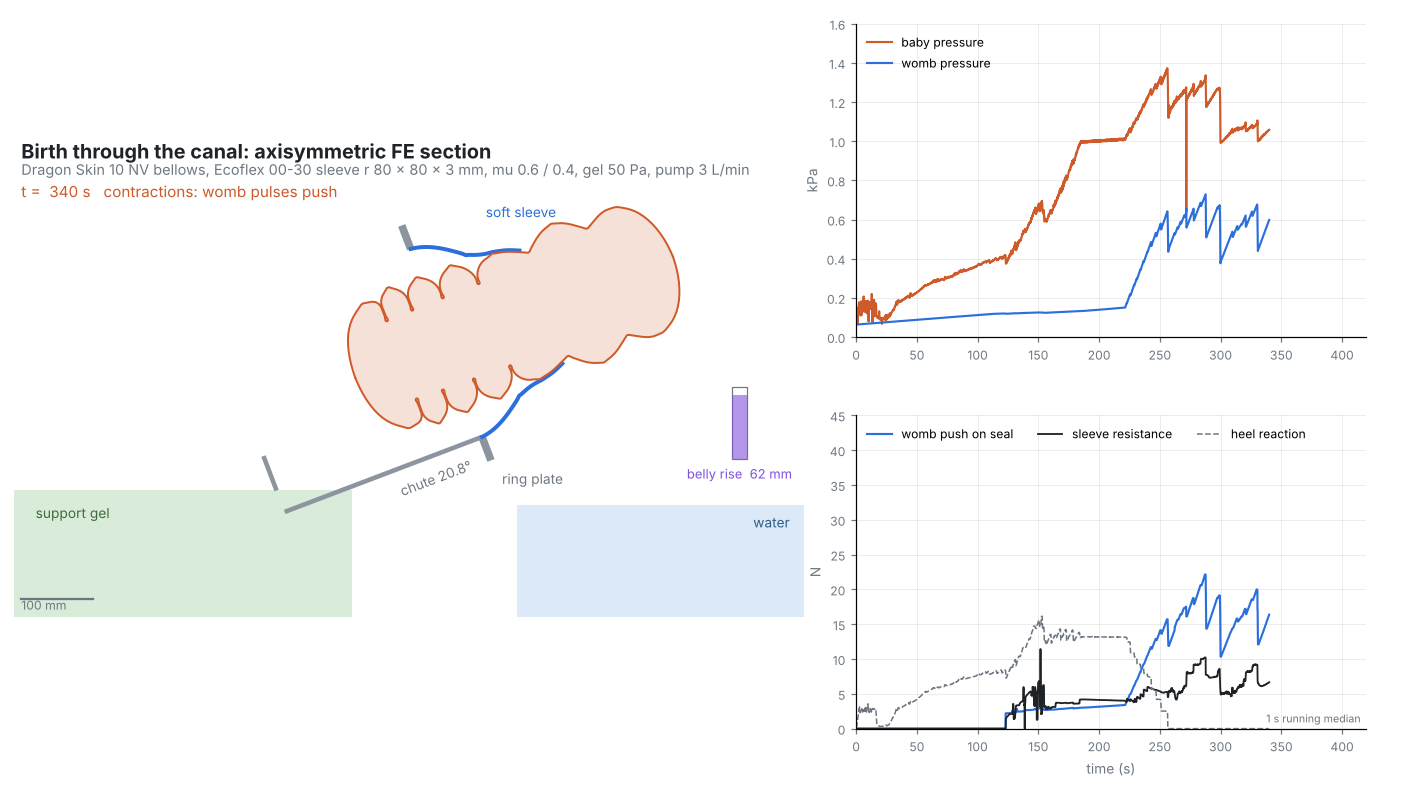 Birth through the canal: axisymmetric FE section
Dragon Skin 10 NV bellows, Ecoflex 00-30 sleeve r 80 × 80 × 3 mm, mu 0.6 / 0.4, gel 50 Pa, pump 3 L/min
t =  340 s   contractions: womb pulses push
soft sleeve
chute 20.8°
ring plate
belly rise  62 mm
support gel
water
100 mm
1.6
1.4
1.2
1.0
0.8
0.6
0.4
0.2
0.0
kPa
baby pressure
womb pressure
0
50
100
150
200
250
300
350
400
45
40
35
30
25
20
15
10
5
0
N
womb push on seal
sleeve resistance
heel reaction
1 s running median
0
50
100
150
200
250
300
350
400
time (s)